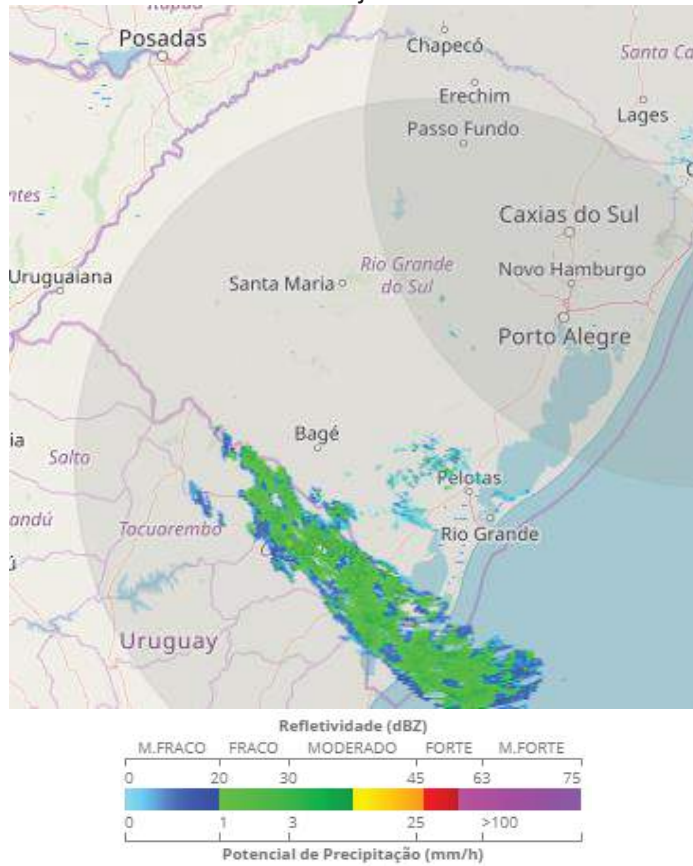 Posadas
Chapecó
Erechim
Passo Fundo
Lages
Caxias do Sul
Novo Hamburgo
Uruguaiana
Santa Maria
Rio Grande
do Sul
Porto Alegre
Bagé
Salto
Pelotas
Tacuarembó
Rio Grande
Uruguay
Refletividade (dBZ)
M.FRACO FRACO MODERADO FORTE M.FORTE
0 20 30 45 63 75
0 1 3 25 >100
Potencial de Precipitação (mm/h)